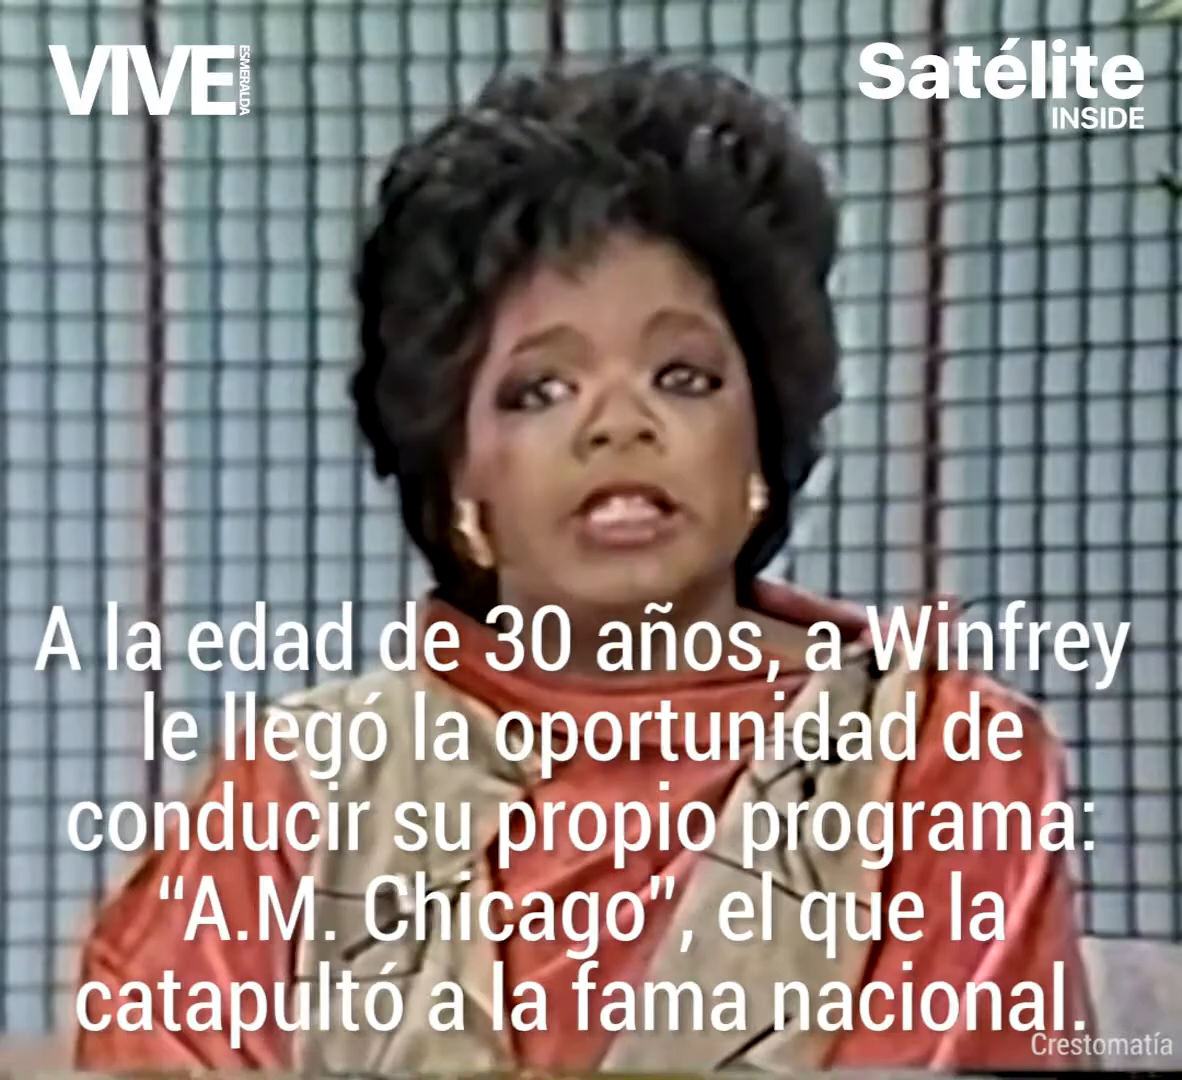 VIVE
ESMERALDA
Satélite
INSIDE
A la edad de 30 años, a Winfrey
le llegó la oportunidad de
conducir su propio programa:
“A.M. Chicago”, el que la
catapultó a la fama nacional.
Crestomatía